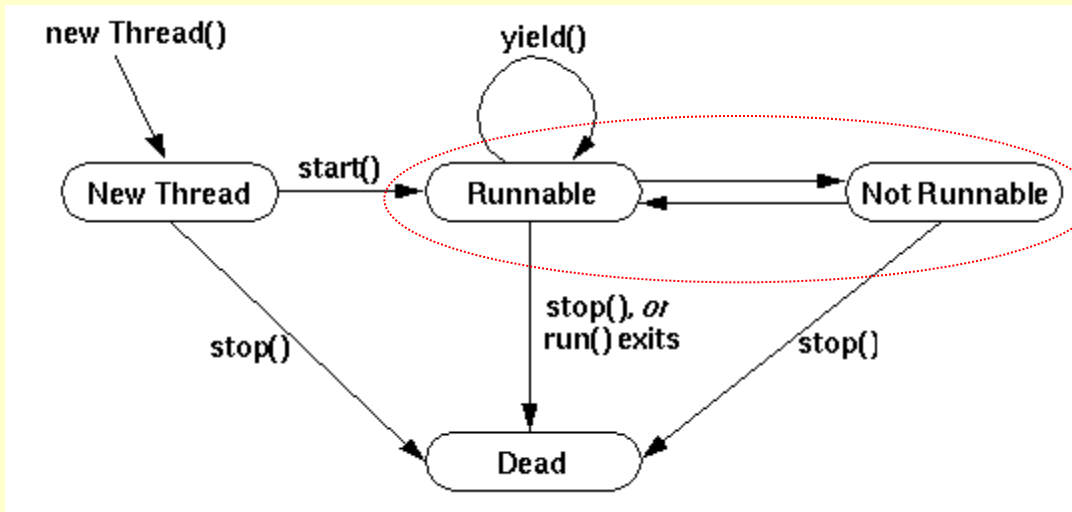 new Thread()
yield()
start()
New Thread
Runnable
Not Runnable
stop(), or
run() exits
stop()
stop()
Dead